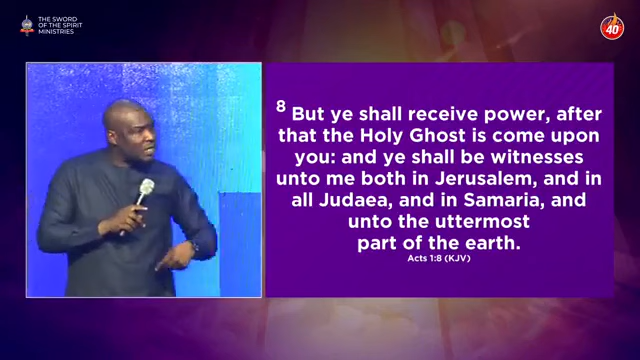 THE SWORD
OF THE SPIRIT
MINISTRIES
40
8 But ye shall receive power, after
that the Holy Ghost is come upon
you: and ye shall be witnesses
unto me both in Jerusalem, and in
all Judaea, and in Samaria, and
unto the uttermost
part of the earth.
Acts 1:8 (KJV)